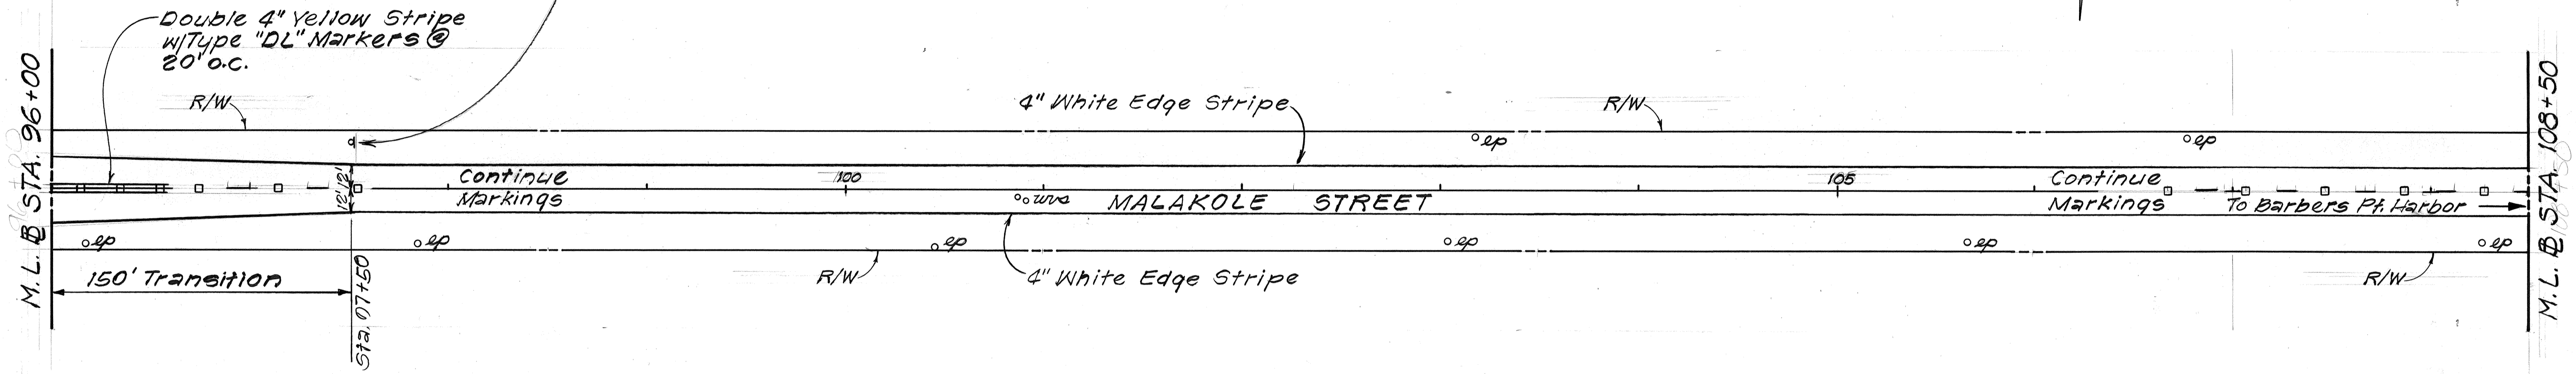 Double 4" Yellow Stripe
w/Type "DL" Markers @
20' o.c.
M. L. B STA. 96+00
R/W
4" White Edge Stripe
R/W
M. L. B STA. 108+50
ep
ep
12' 12'
Continue
Markings
100
wva
MALAKOLE STREET
105
Continue
Markings
To Barbers Pt. Harbor
ep
ep
ep
ep
ep
ep
150' Transition
Sta. 97+50
R/W
4" White Edge Stripe
R/W